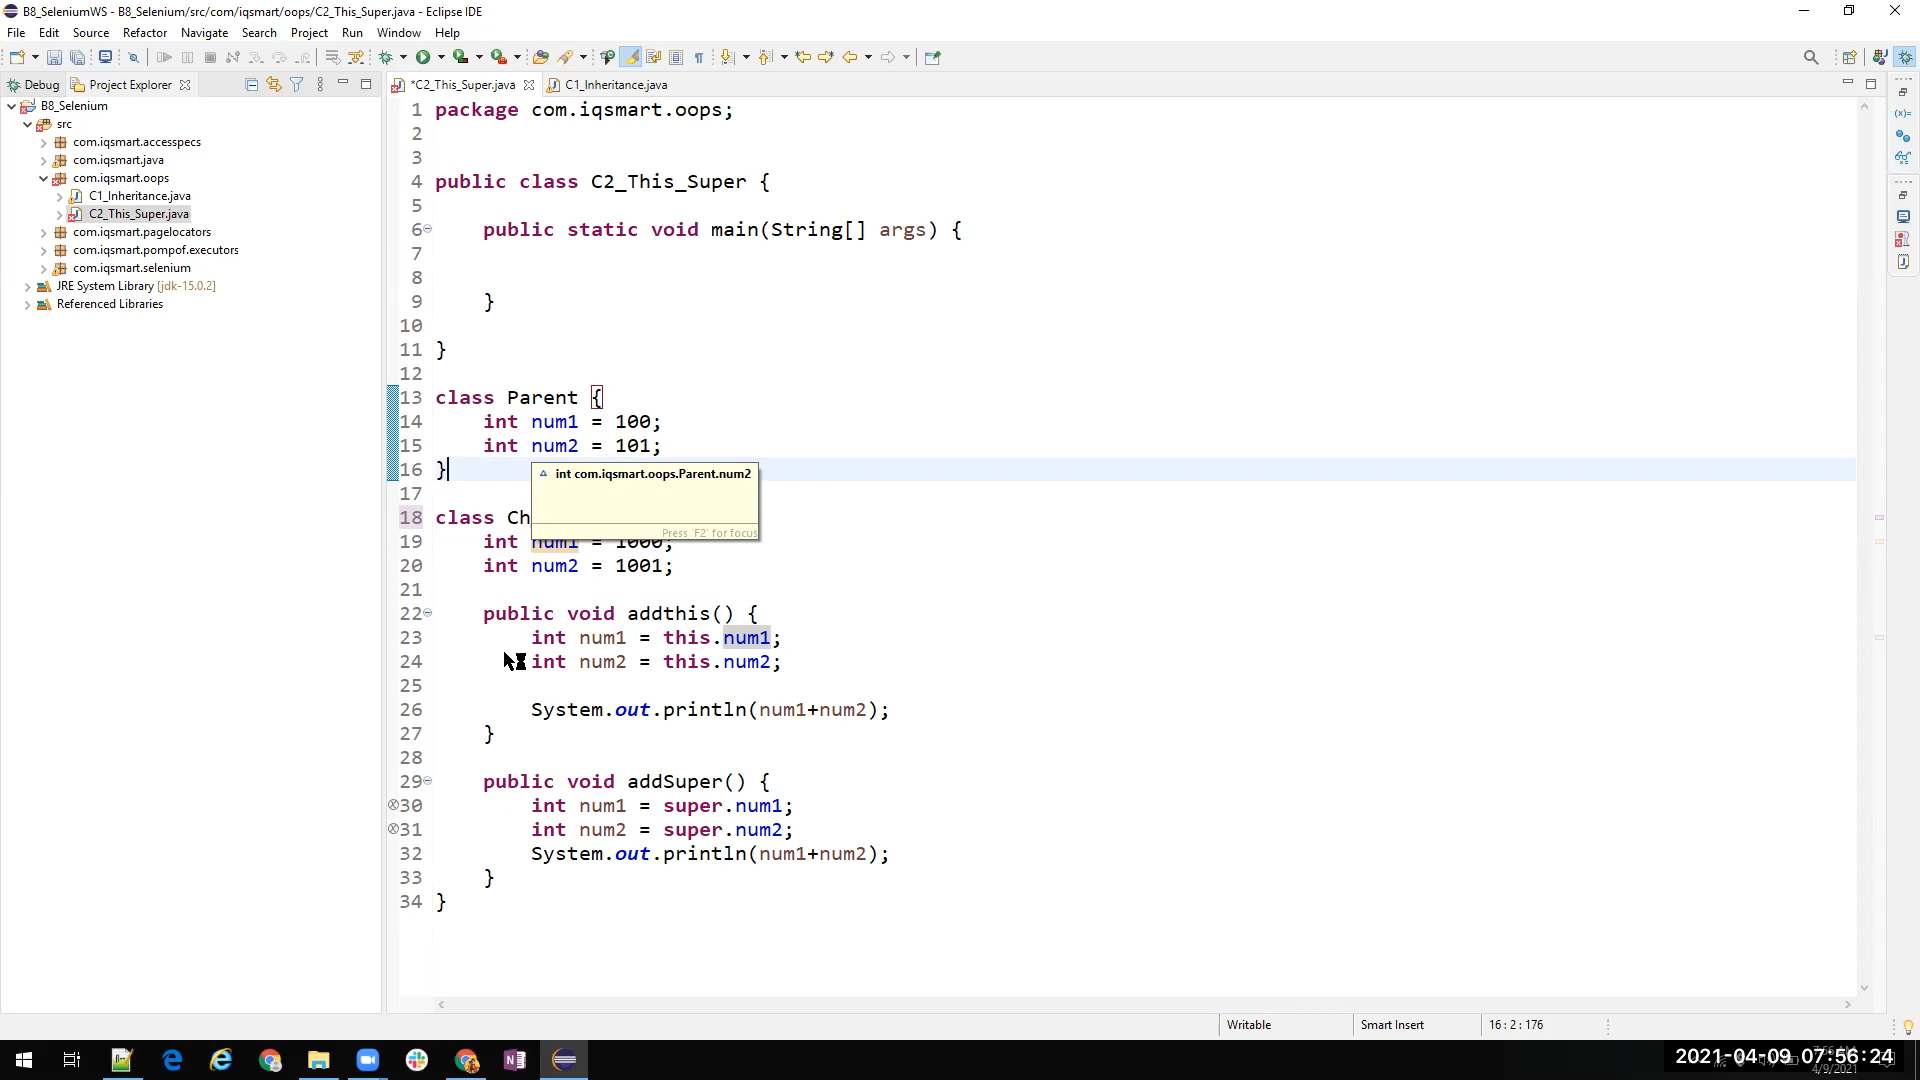 B8_SeleniumWS - B8_Selenium/src/com/iqsmart/oops/C2_This_Super.java - Eclipse IDE
File Edit Source Refactor Navigate Search Project Run Window Help
Debug Project Explorer *C2_This_Super.java C1_Inheritance.java
B8_Selenium
src
com.iqsmart.accesspecs
com.iqsmart.java
com.iqsmart.oops
C1_Inheritance.java
C2_This_Super.java
com.iqsmart.pagelocators
com.iqsmart.pompof.executors
com.iqsmart.selenium
JRE System Library [jdk-15.0.2]
Referenced Libraries
1 package com.iqsmart.oops;
2
3
4 public class C2_This_Super {
5
6 public static void main(String[] args) {
7
8
9 }
10
11 }
12
13 class Parent {
14 int num1 = 100;
15 int num2 = 101;
16 }
int com.iqsmart.oops.Parent.num2
Press 'F2' for focus
17
18 class Ch
19 int num1 = 1000;
20 int num2 = 1001;
21
22 public void addthis() {
23 int num1 = this.num1;
24 int num2 = this.num2;
25
26 System.out.println(num1+num2);
27 }
28
29 public void addSuper() {
30 int num1 = super.num1;
31 int num2 = super.num2;
32 System.out.println(num1+num2);
33 }
34 }
Writable Smart Insert 16 : 2 : 176
2021-04-09 07:56:24
4/9/2021